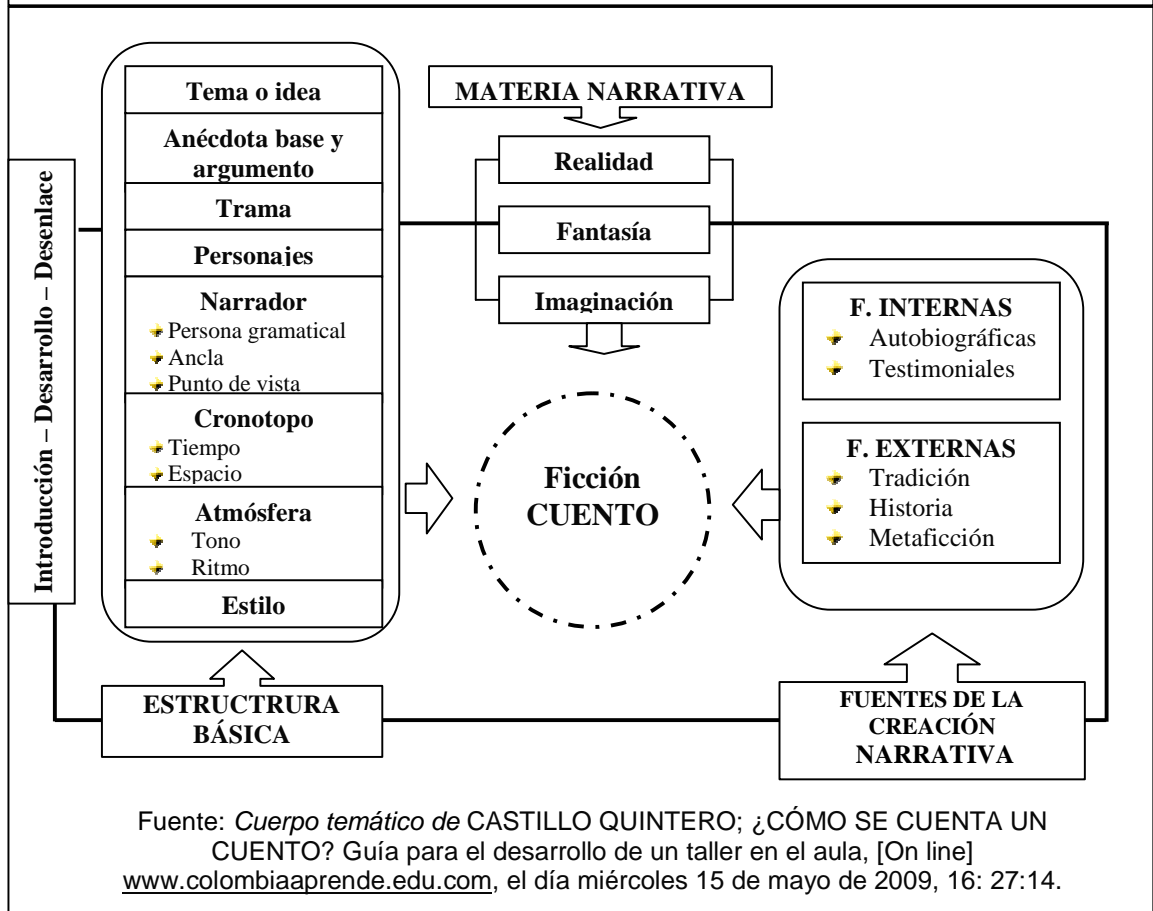 Introducción – Desarrollo – Desenlace
Tema o idea
Anécdota base y
argumento
Trama
Personajes
Narrador
Persona gramatical
Ancla
Punto de vista
Cronotopo
Tiempo
Espacio
Atmósfera
Tono
Ritmo
Estilo
ESTRUCTRURA
BÁSICA
MATERIA NARRATIVA
Realidad
Fantasía
Imaginación
Ficción
CUENTO
F. INTERNAS
Autobiográficas
Testimoniales
F. EXTERNAS
Tradición
Historia
Metaficción
FUENTES DE LA
CREACIÓN
NARRATIVA
Fuente: Cuerpo temático de CASTILLO QUINTERO; ¿CÓMO SE CUENTA UN
CUENTO? Guía para el desarrollo de un taller en el aula, [On line]
www.colombiaaprende.edu.com, el día miércoles 15 de mayo de 2009, 16: 27:14.